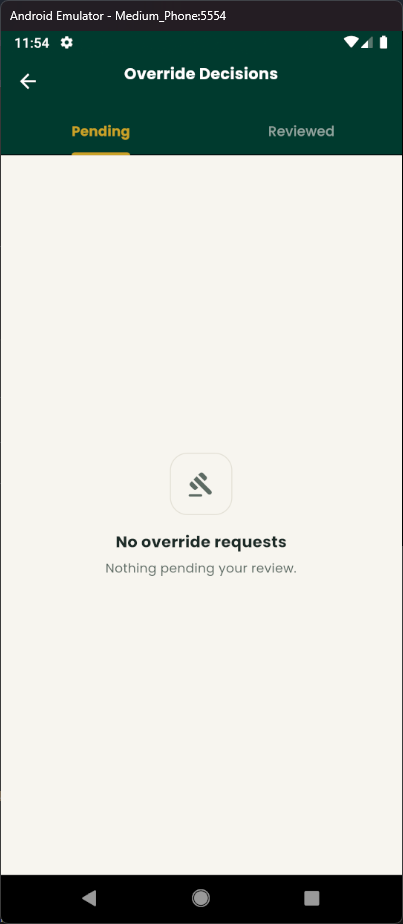 Android Emulator - Medium_Phone:5554
11:54
Override Decisions
Pending
Reviewed
No override requests
Nothing pending your review.